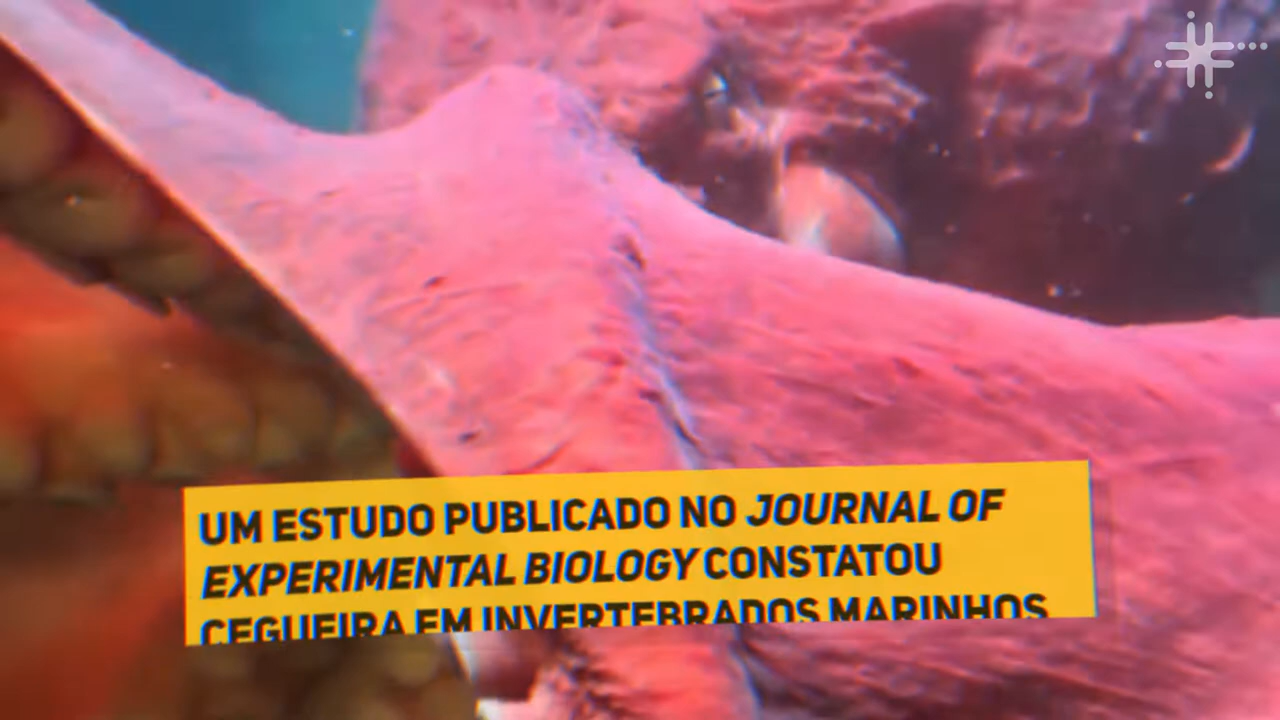 UM ESTUDO PUBLICADO NO JOURNAL OF
EXPERIMENTAL BIOLOGY CONSTATOU
CEGUEIRA EM INVERTEBRADOS MARINHOS